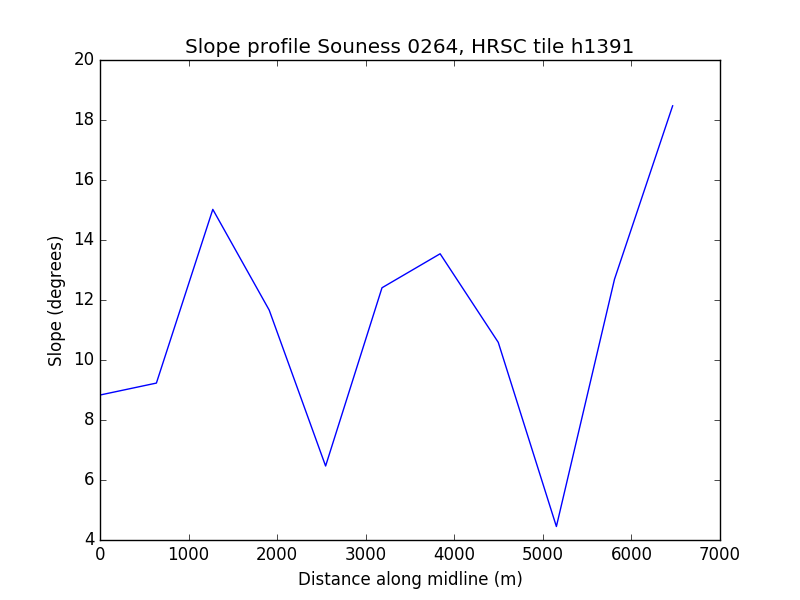 Slope profile Souness 0264, HRSC tile h1391
20
18
16
14
12
10
8
6
4
Slope (degrees)
0 1000 2000 3000 4000 5000 6000 7000
Distance along midline (m)